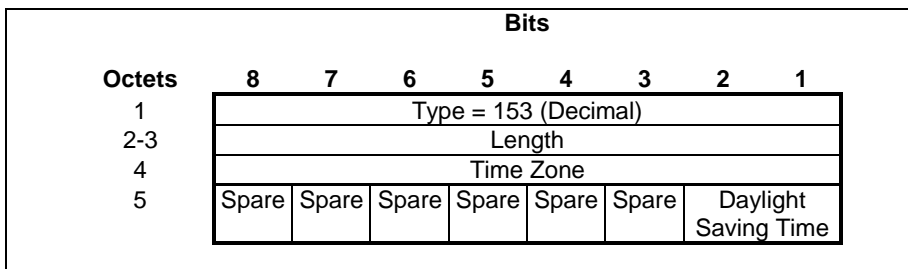 Bits
Octets 8 7 6 5 4 3 2 1
1 Type = 153 (Decimal)
2-3 Length
4 Time Zone
5 Spare Spare Spare Spare Spare Spare Daylight
Saving Time